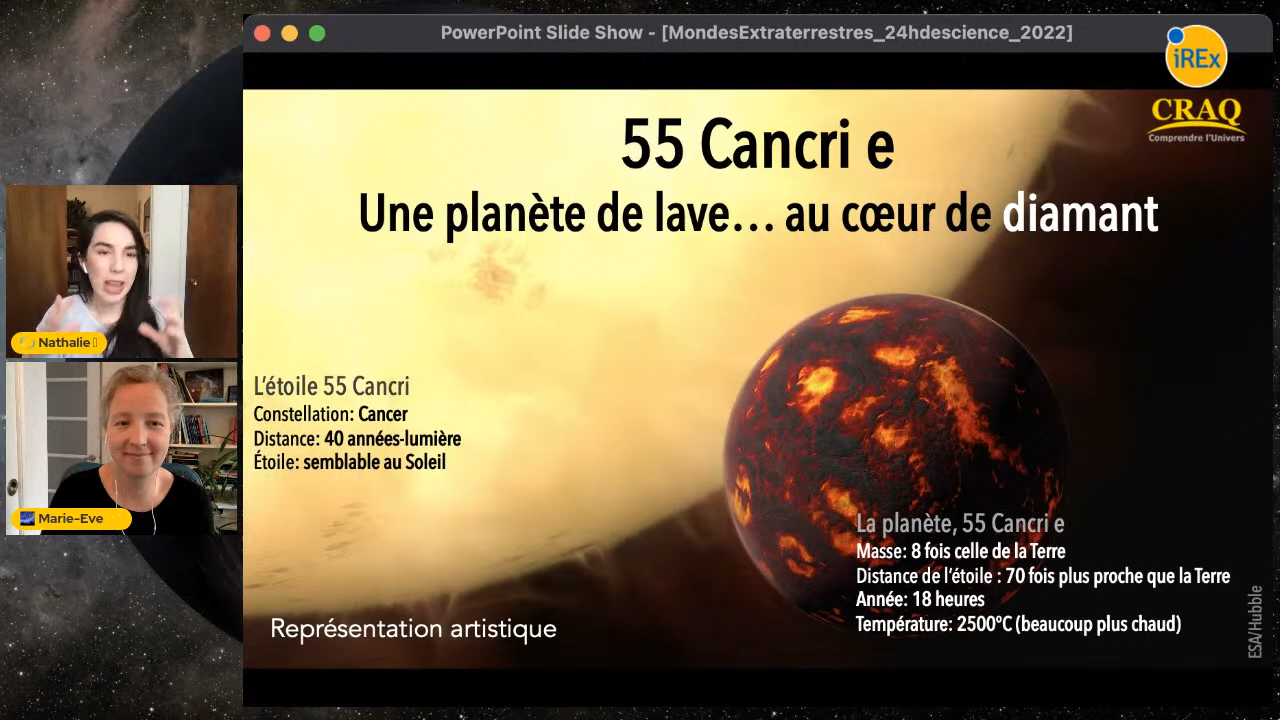 PowerPoint Slide Show - [MondesExtraterrestres_24hdescience_2022]
iREx
CRAQ
Comprendre l'Univers
55 Cancri e
Une planète de lave... au cœur de diamant
Nathalie
Marie-Eve
L'étoile 55 Cancri
Constellation: Cancer
Distance: 40 années-lumière
Étoile: semblable au Soleil
La planète, 55 Cancri e
Masse: 8 fois celle de la Terre
Distance de l'étoile : 70 fois plus proche que la Terre
Année: 18 heures
Température: 2500°C (beaucoup plus chaud)
Représentation artistique
ESA/Hubble